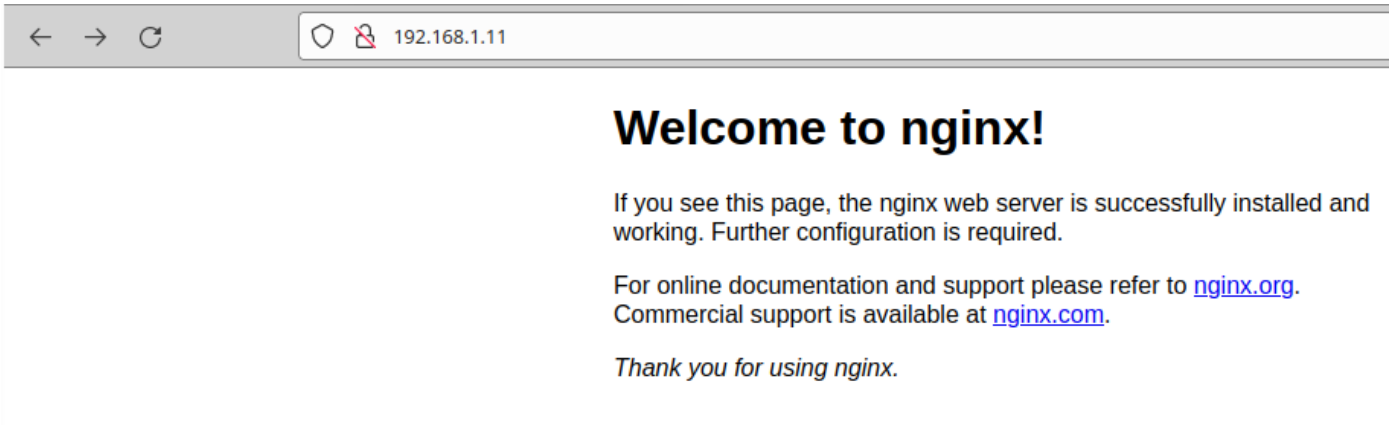 192.168.1.11
Welcome to nginx!
If you see this page, the nginx web server is successfully installed and
working. Further configuration is required.
For online documentation and support please refer to nginx.org.
Commercial support is available at nginx.com.
Thank you for using nginx.